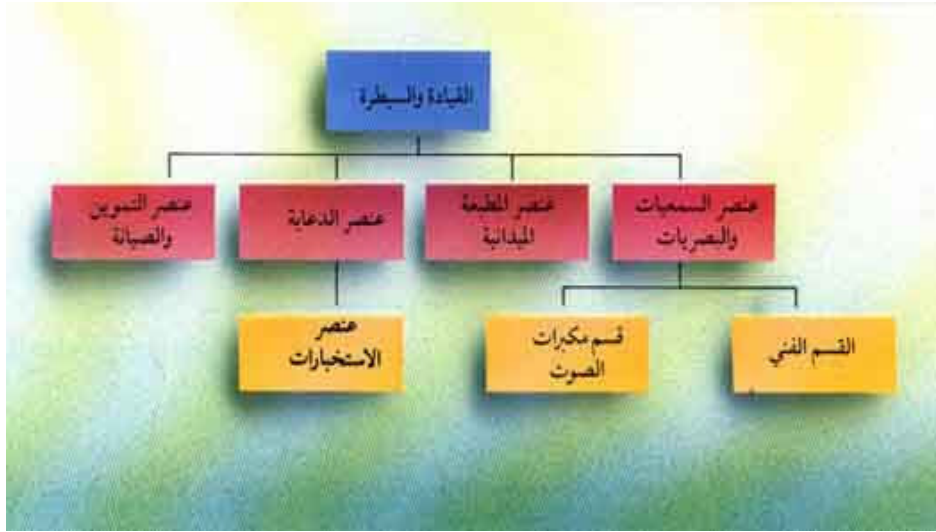 القيادة والسيطرة
عنصر السمعيات
والبصريات
عنصر المطبعة
الميدانية
عنصر الدعاية
عنصر التموين
والصيانة
القسم الفني
قسم مكبرات
الصوت
عنصر
الاستخبارات